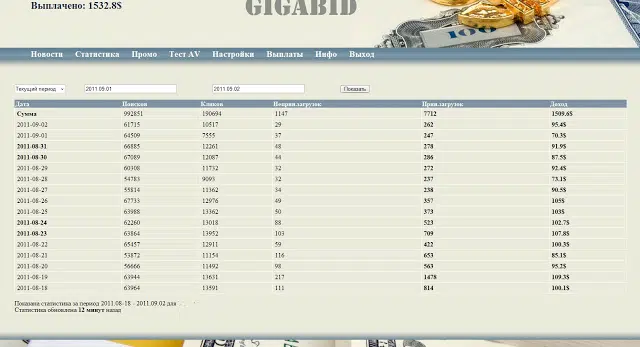 Выплачено: 1532.8$
GIGABID
100
Новости Статистика Промо Тест AV Настройки Выплаты Инфо Выход
Текущий период 2011.09.01 2011.09.02 Показать
Дата Поисков Кликов Неприн.загрузок Прин.загрузок Доход
Сумма 992851 190694 1147 7712 1509.6$
2011-09-02 61715 10517 29 262 95.4$
2011-09-01 64509 7555 37 247 70.3$
2011-08-31 66885 12261 48 278 91.9$
2011-08-30 67089 12087 44 286 87.5$
2011-08-29 60308 11732 32 272 92.4$
2011-08-28 54783 9093 32 237 73.1$
2011-08-27 55814 11362 34 238 90.5$
2011-08-26 67733 12976 49 357 105$
2011-08-25 63988 13362 50 373 103$
2011-08-24 62260 13018 88 523 102.7$
2011-08-23 63864 13952 103 709 107.8$
2011-08-22 65457 12911 59 422 100.3$
2011-08-21 53872 11154 116 653 85.1$
2011-08-20 56666 11492 98 563 95.2$
2011-08-19 63944 13631 217 1478 109.3$
2011-08-18 63964 13591 111 814 100.1$
Показана статистика за период 2011.08-18 - 2011.09.02 для
Статистика обновлена 12 минут назад